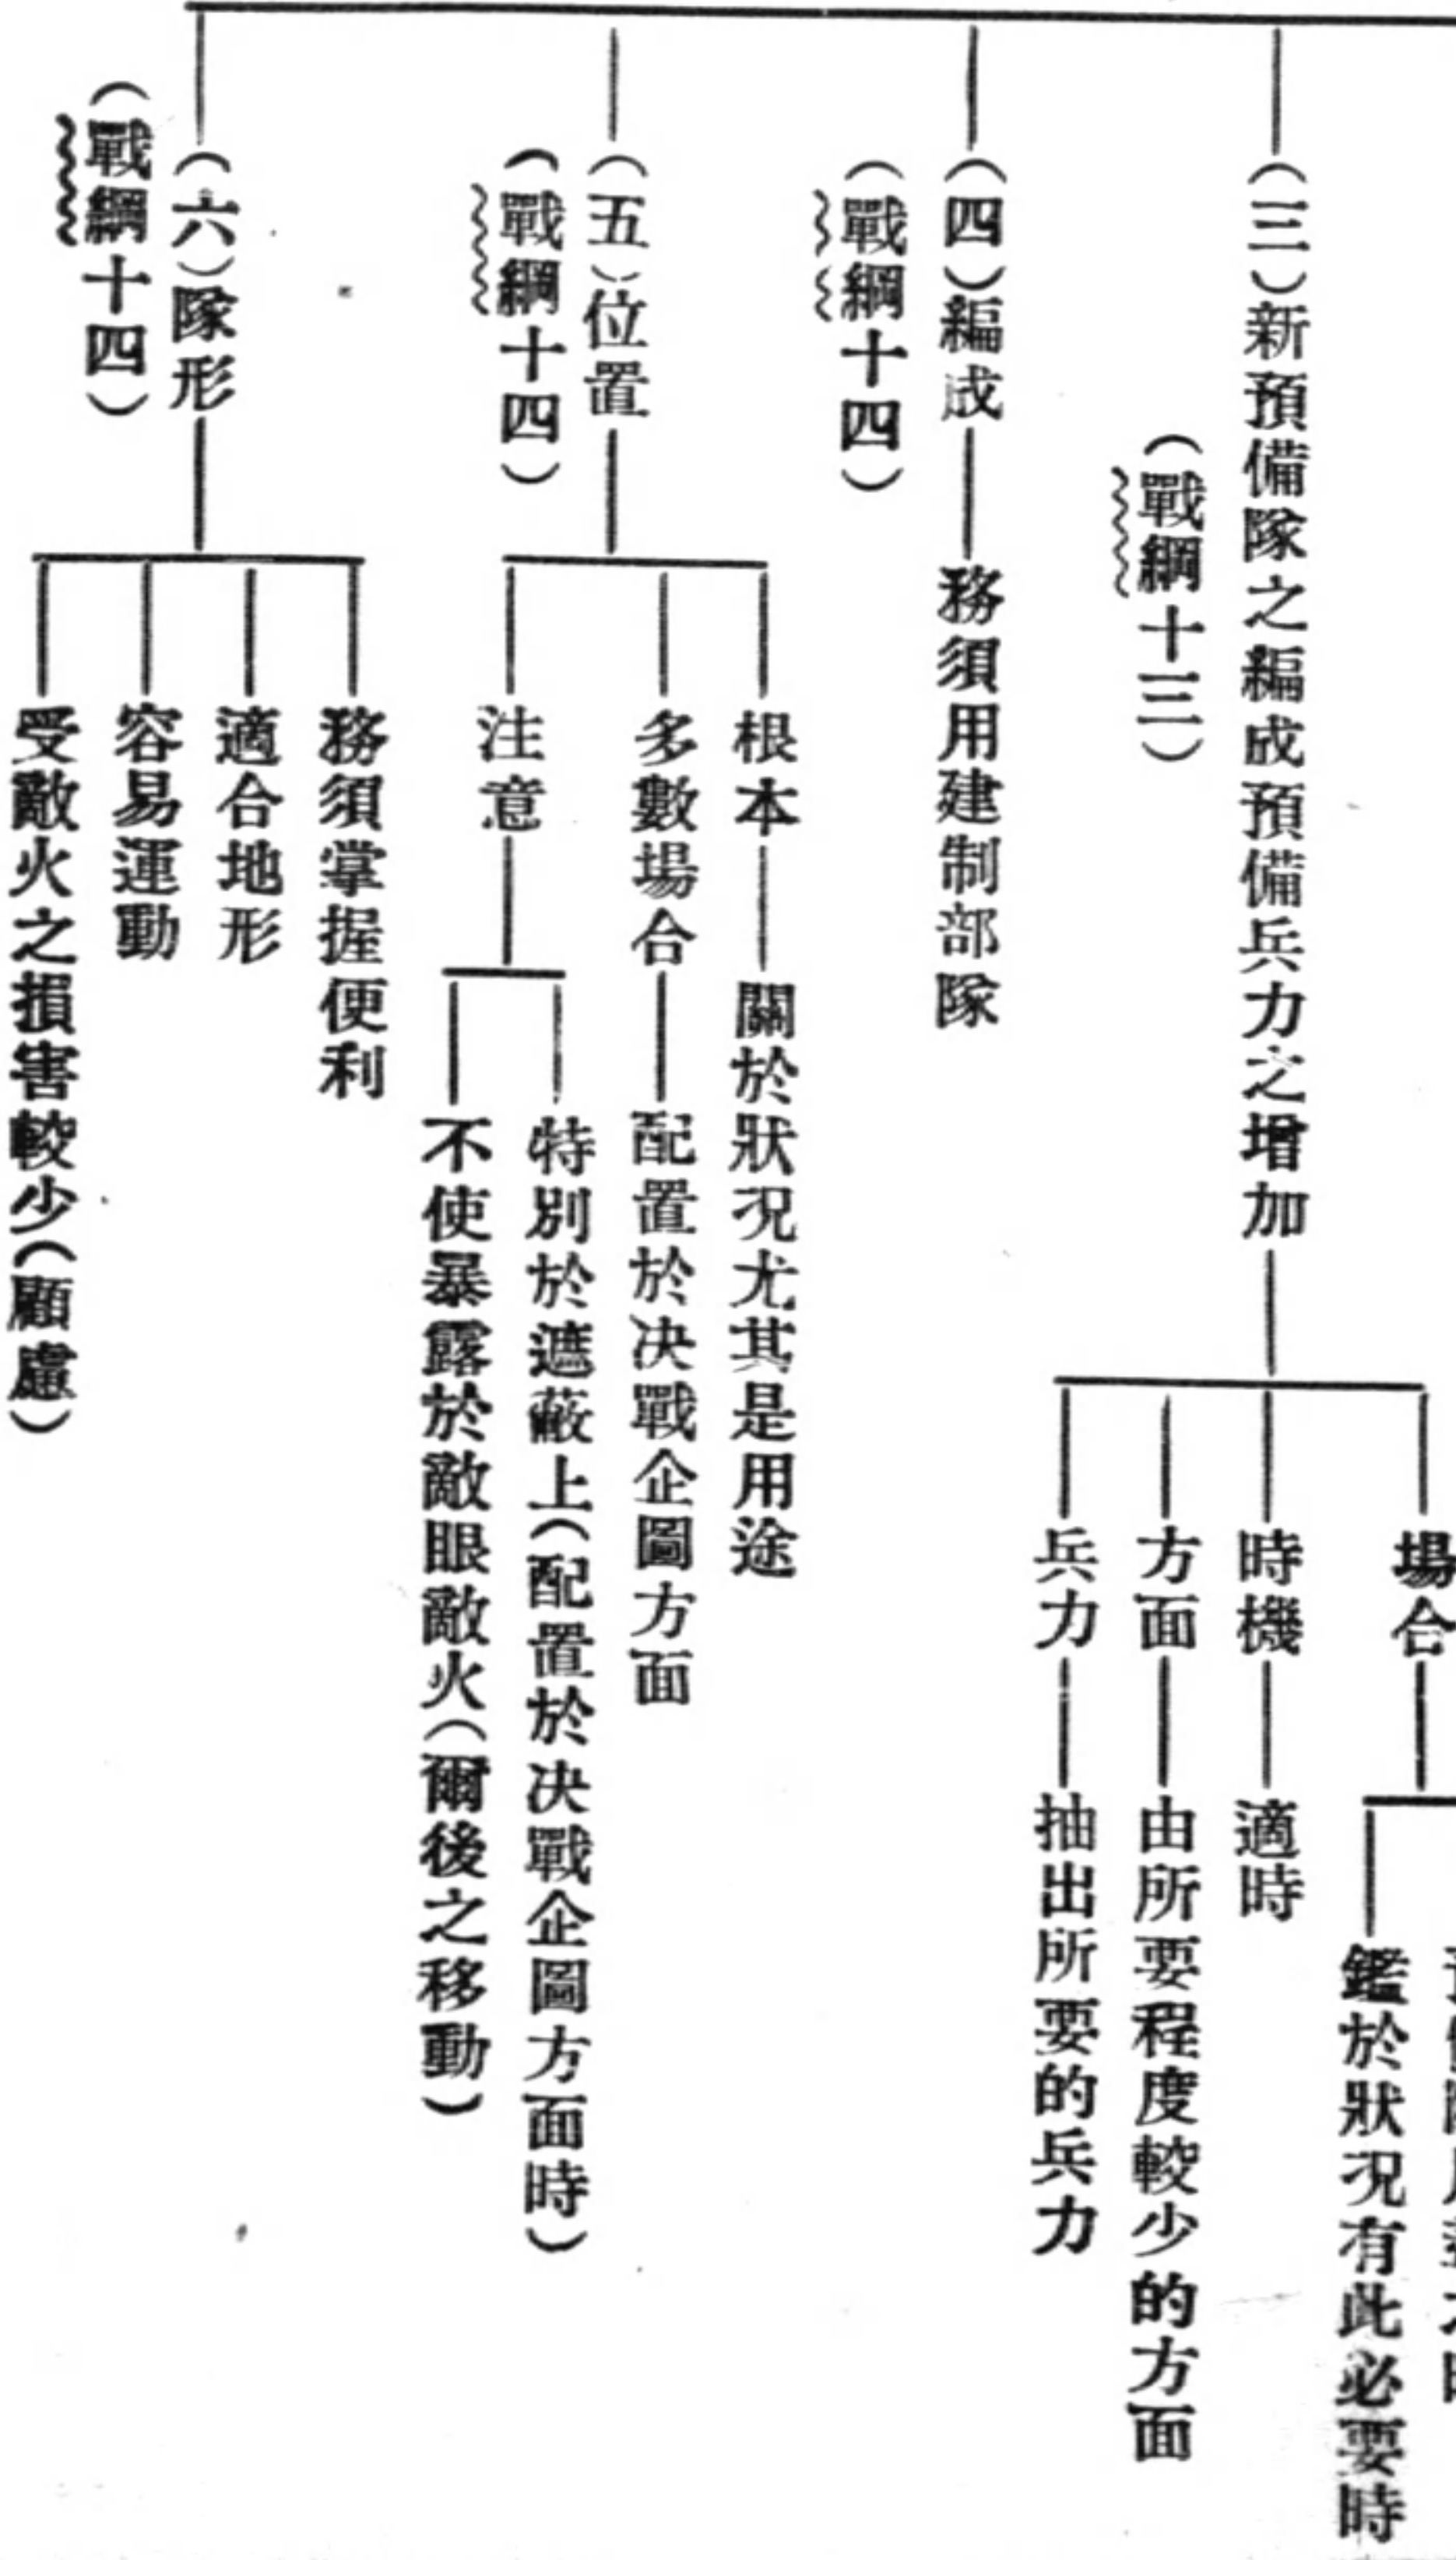 (三)新預備隊之編成預備兵力之增加
(戰綱十三)
場合
鑑於狀況有此必要時
時機
適時
方面
由所要程度較少的方面
兵力
抽出所要的兵力
(四)編成
(戰綱十四)
務須用建制部隊
(五)位置
(戰綱十四)
根本
關於狀況尤其是用途
多數場合
配置於决戰企圖方面
注意
特別於遮蔽上(配置於决戰企圖方面時)
不使暴露於敵眼敵火(爾後之移動)
(六)隊形
(戰綱十四)
務須掌握便利
適合地形
容易運動
受敵火之損害較少(顧慮)